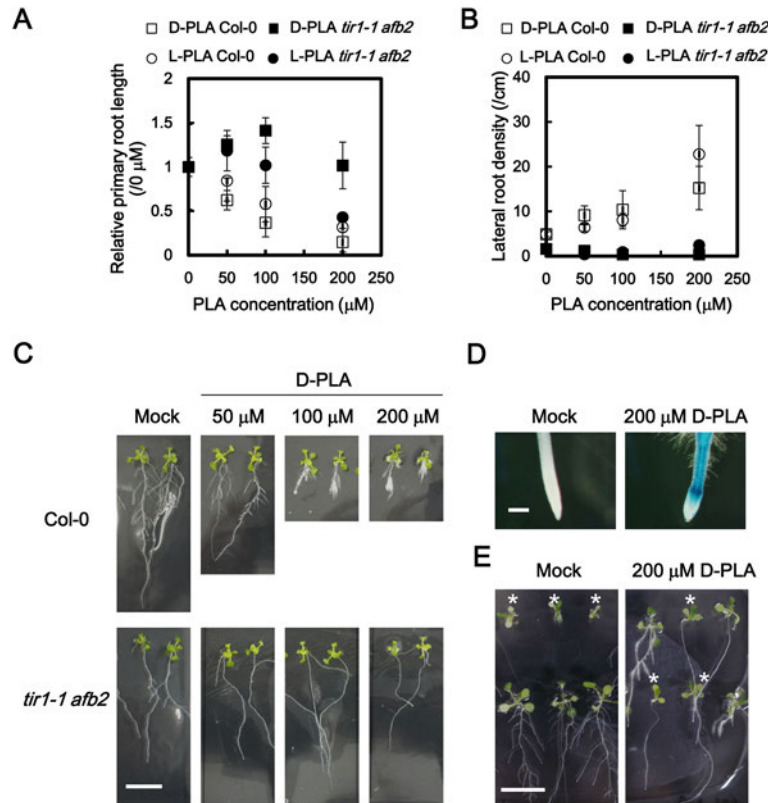 A
□ D-PLA Col-0 ■ D-PLA tir1-1 afb2
○ L-PLA Col-0 ● L-PLA tir1-1 afb2
Relative primary root length
(/0 μM)
2
1.5
1
0.5
0
0 50 100 150 200 250
PLA concentration (μM)
B
□ D-PLA Col-0 ■ D-PLA tir1-1 afb2
○ L-PLA Col-0 ● L-PLA tir1-1 afb2
Lateral root density (/cm)
40
30
20
10
0
0 50 100 150 200 250
PLA concentration (μM)
C
D-PLA
Mock 50 μM 100 μM 200 μM
Col-0
tir1-1 afb2
D
Mock 200 μM D-PLA
E
Mock 200 μM D-PLA
* * * *
* *